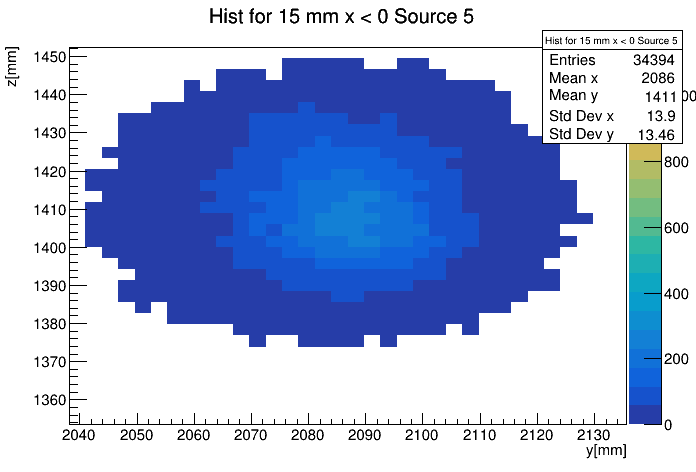 Hist for 15 mm x < 0 Source 5
z[mm]
Hist for 15 mm x < 0 Source 5
Entries 34394
Mean x 2086
Mean y 1411
Std Dev x 13.9
Std Dev y 13.46
1450
1440
1430
1420
1410
1400
1390
1380
1370
1360
00
800
600
400
200
0
2040 2050 2060 2070 2080 2090 2100 2110 2120 2130
y[mm]